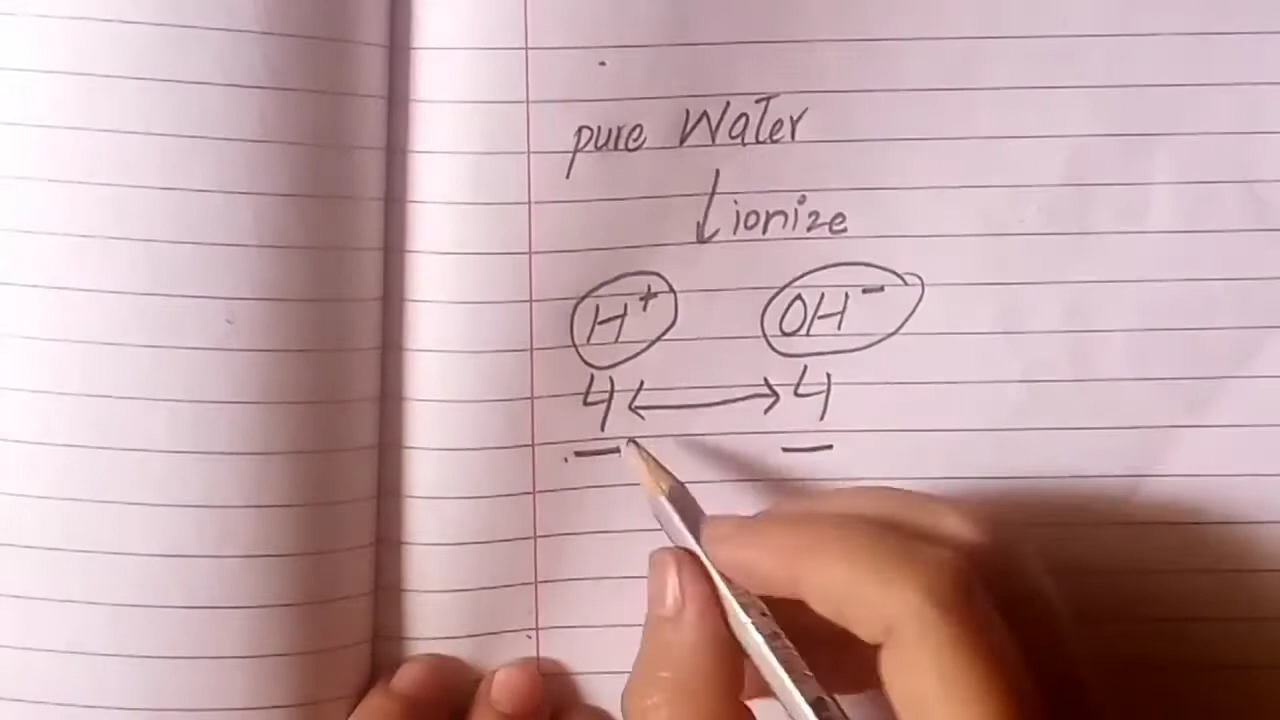 pure Water
↓ ionize
H⁺ OH⁻
4 ↔ 4